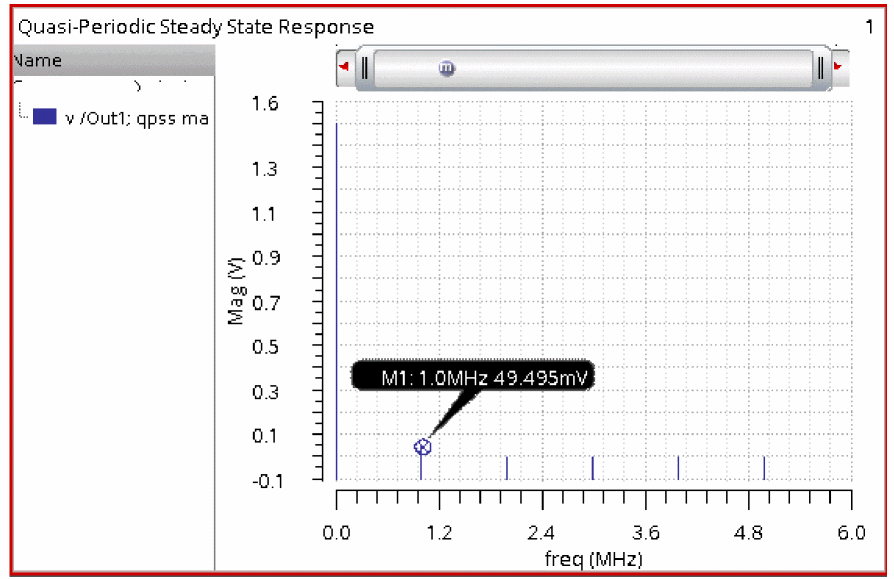 Quasi-Periodic Steady State Response 1
Name
v /Out1; qpss ma
m
1.6
1.3
1.1
0.9
0.7
0.5
0.3
0.1
-0.1
Mag (V)
M1: 1.0MHz 49.495mV
0.0 1.2 2.4 3.6 4.8 6.0
freq (MHz)